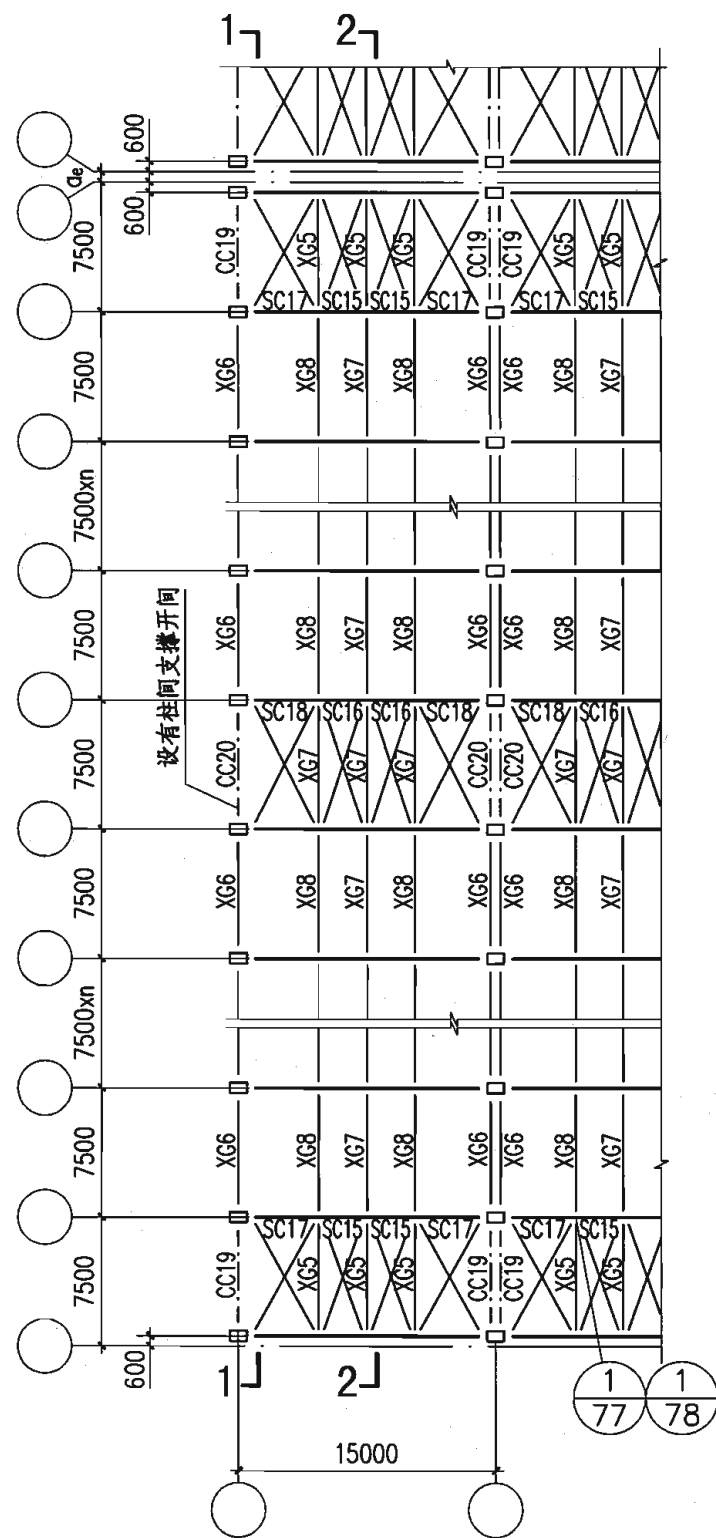 1 2
600
ae
600
7500 CC19 XG5 XG5 XG5 CC19 CC19 XG5 XG5
SC17 SC15 SC15 SC17 SC17 SC15
7500 XG6 XG8 XG7 XG8 XG6 XG6 XG8 XG7
7500xn
7500 XG6 XG8 XG7 XG8 XG6 XG6 XG8 XG7
设有柱间支撑开间
SC18 SC16 SC16 SC18 SC18 SC16
7500 CC20 XG7 XG7 XG7 CC20 CC20 XG7 XG7
7500 XG6 XG8 XG7 XG8 XG6 XG6 XG8 XG7
7500xn
7500 XG6 XG8 XG7 XG8 XG6 XG6 XG8 XG7
SC17 SC15 SC15 SC17 SC17 SC15
7500 CC19 XG5 XG5 XG5 CC19 CC19 XG5 XG5
600
1 2
1 1
77 78
15000